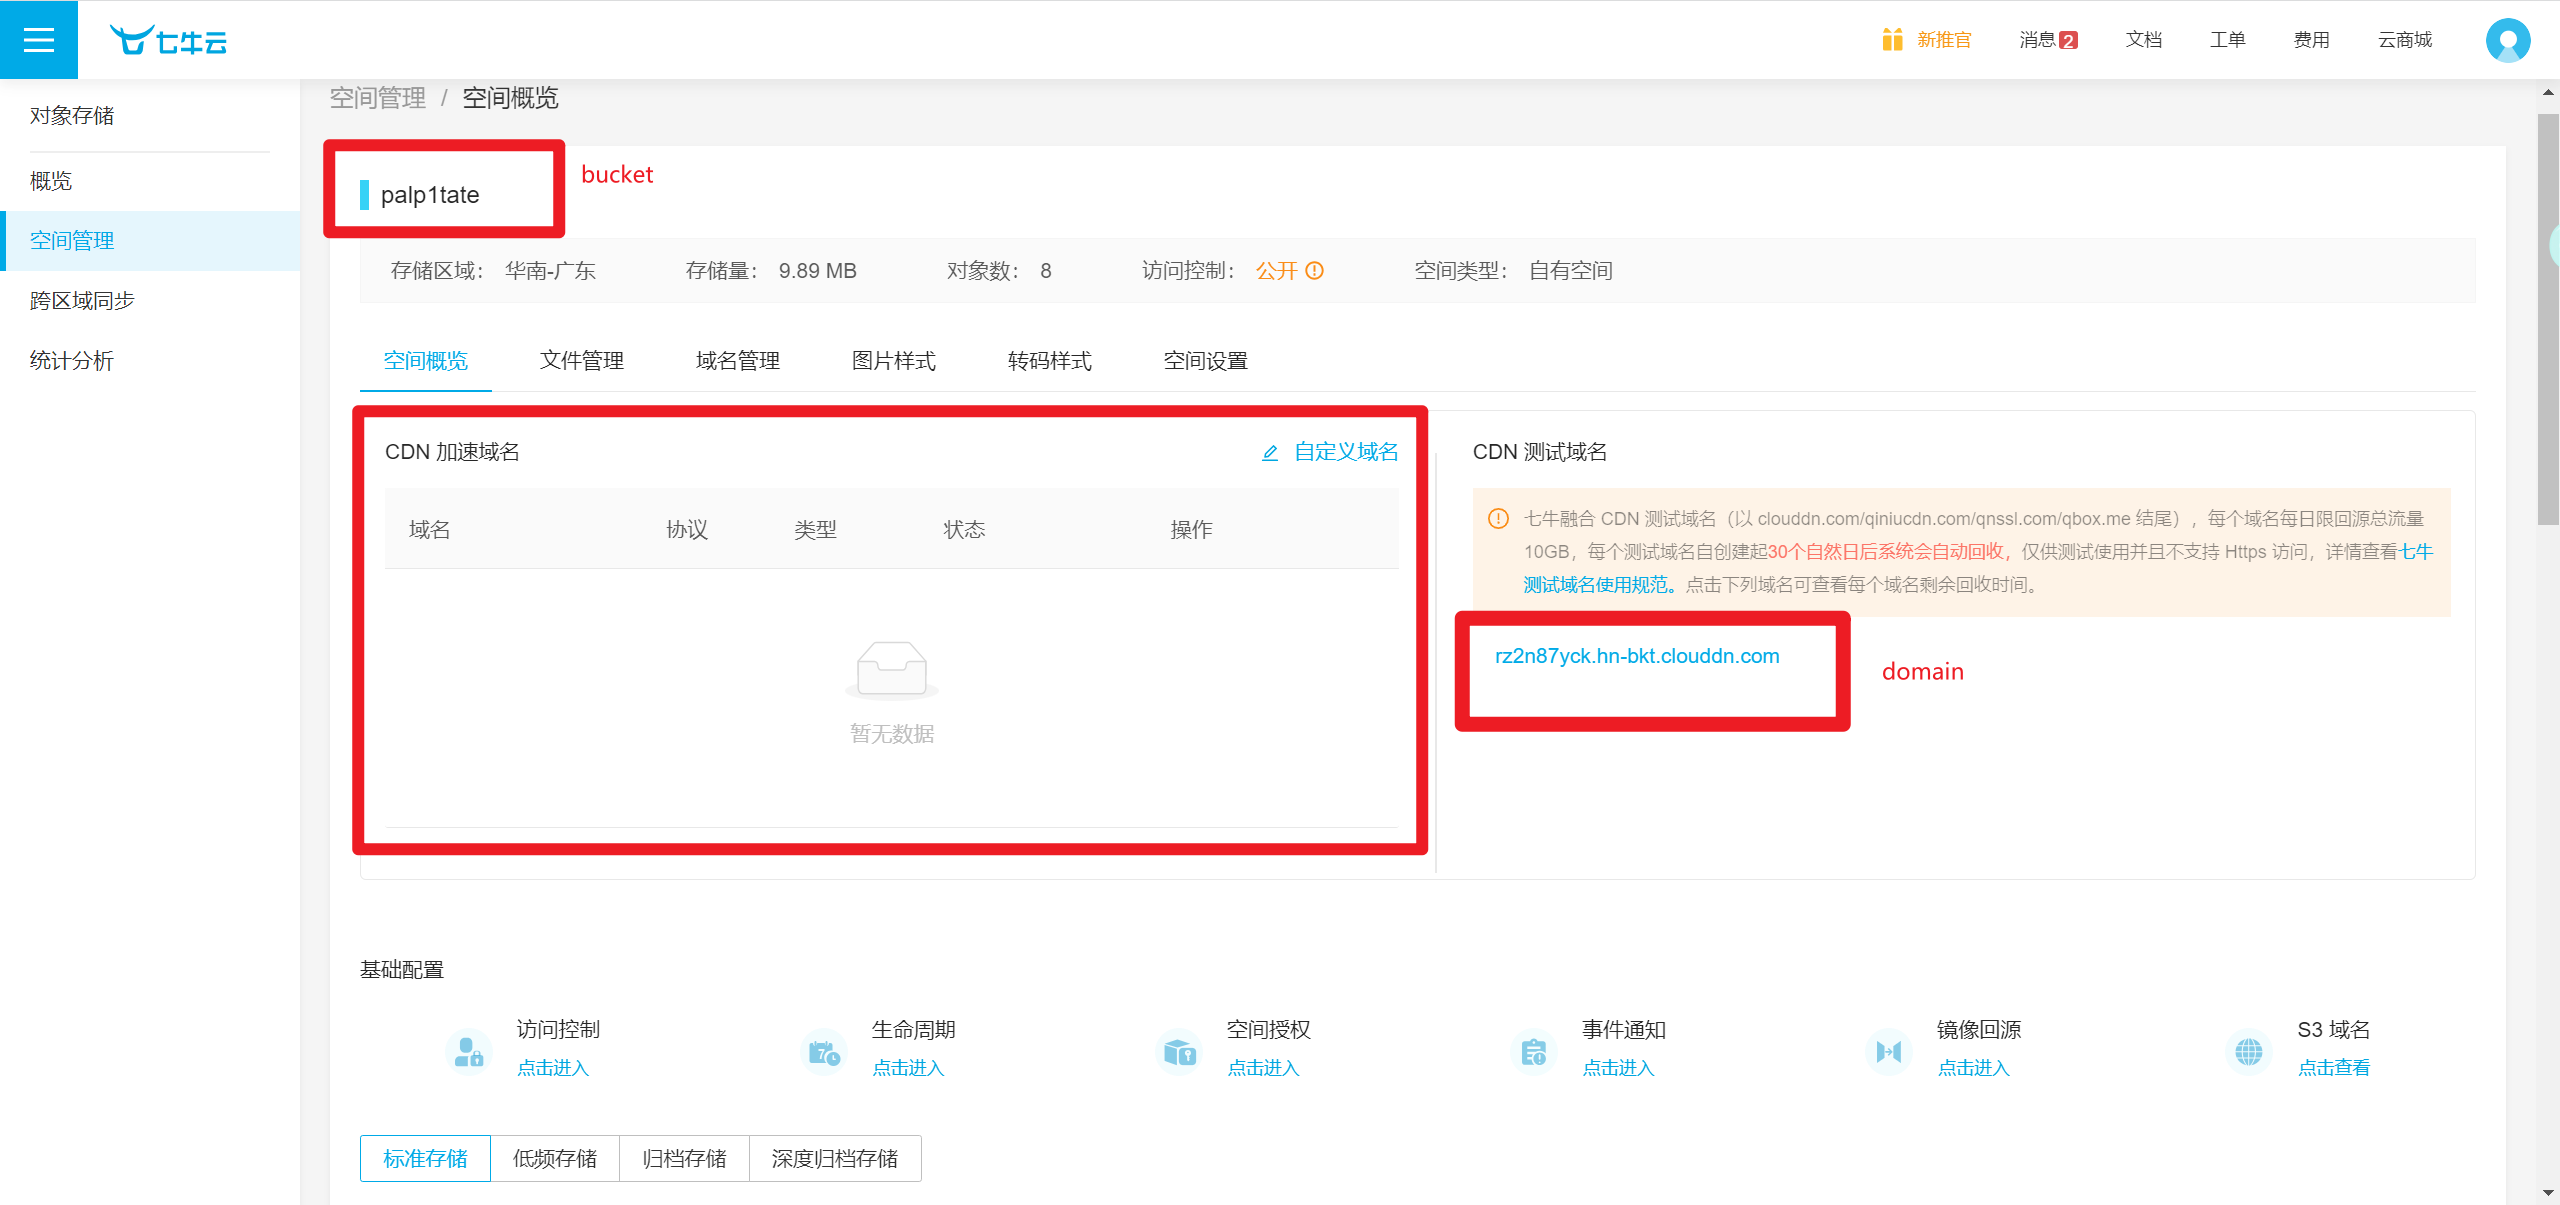 七牛云
新推官
消息 2
文档
工单
费用
云商城
对象存储
概览
空间管理
跨区域同步
统计分析
空间管理 / 空间概览
palp1tate
bucket
存储区域： 华南-广东
存储量： 9.89 MB
对象数： 8
访问控制： 公开
空间类型： 自有空间
空间概览
文件管理
域名管理
图片样式
转码样式
空间设置
CDN 加速域名
自定义域名
域名 协议 类型 状态 操作
暂无数据
CDN 测试域名
七牛融合 CDN 测试域名（以 clouddn.com/qiniucdn.com/qnssl.com/qbox.me 结尾），每个域名每日限回源总流量
10GB，每个测试域名自创建起30个自然日后系统会自动回收，仅供测试使用并且不支持 Https 访问，详情查看七牛
测试域名使用规范。点击下列域名可查看每个域名剩余回收时间。
rz2n87yck.hn-bkt.clouddn.com
domain
基础配置
访问控制
点击进入
生命周期
点击进入
空间授权
点击进入
事件通知
点击进入
镜像回源
点击进入
S3 域名
点击查看
标准存储
低频存储
归档存储
深度归档存储